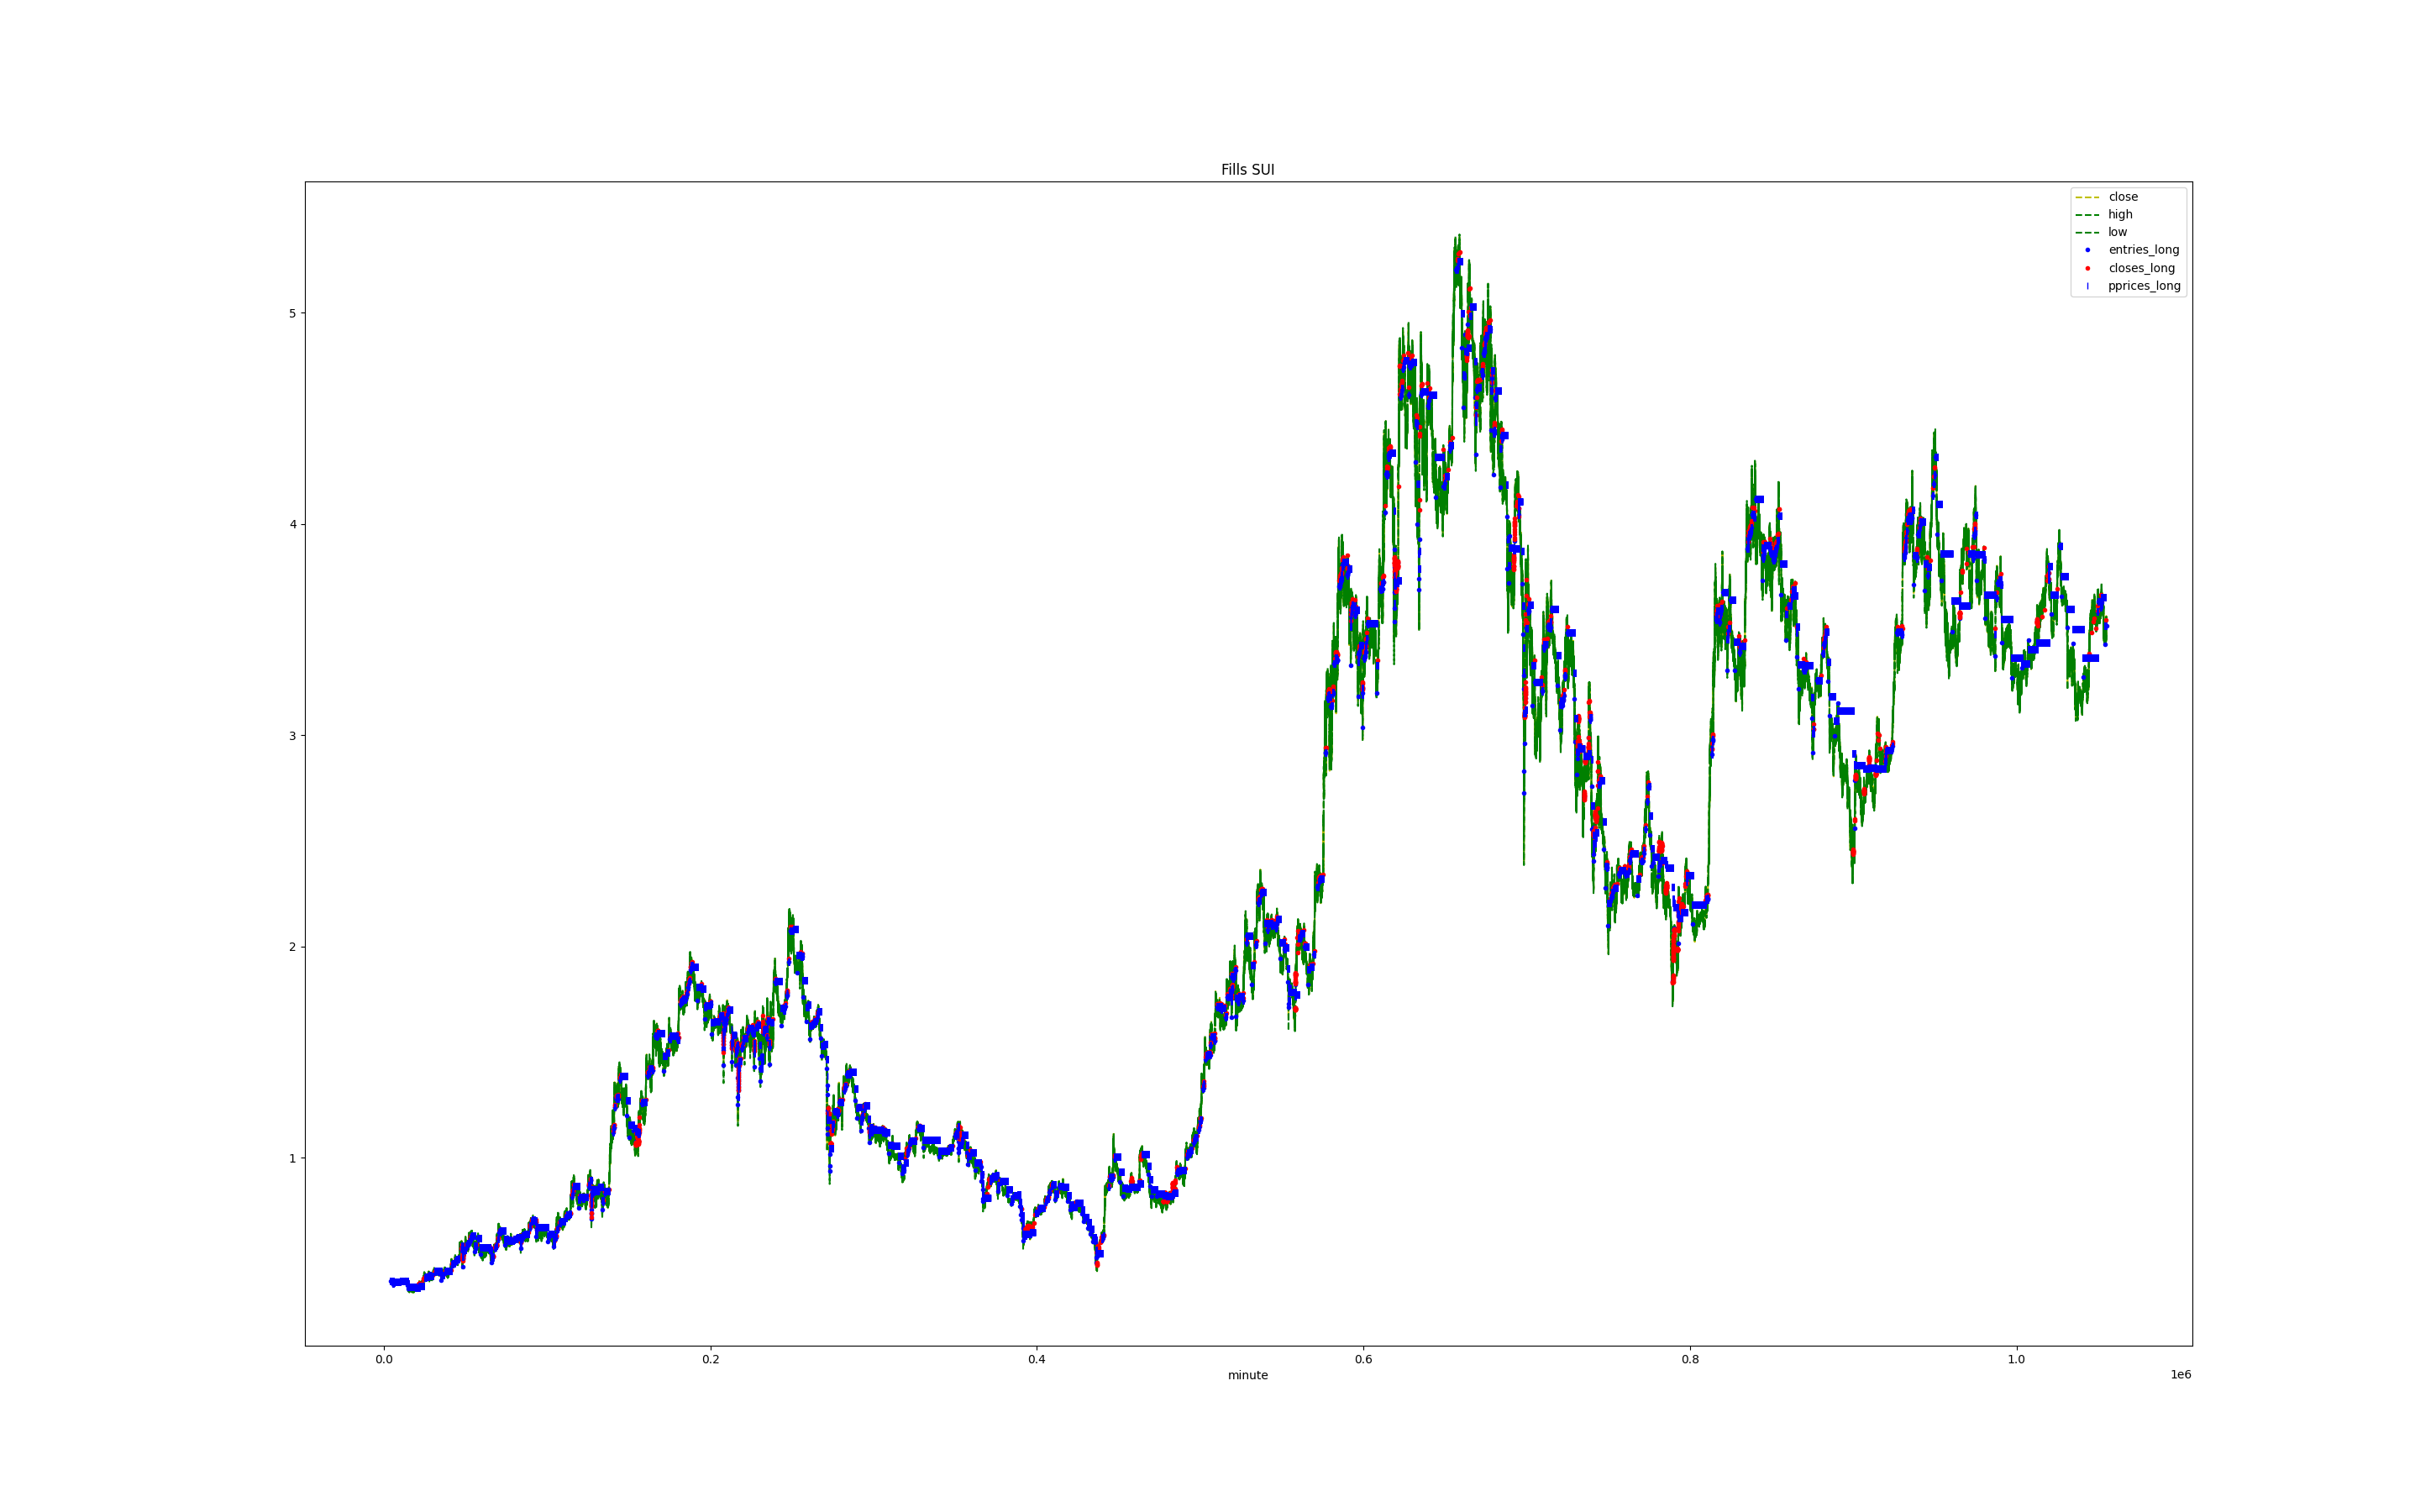 Fills SUI
close
high
low
entries_long
closes_long
pprices_long
5
4
3
2
1
0.0 0.2 0.4 0.6 0.8 1.0
minute
1e6